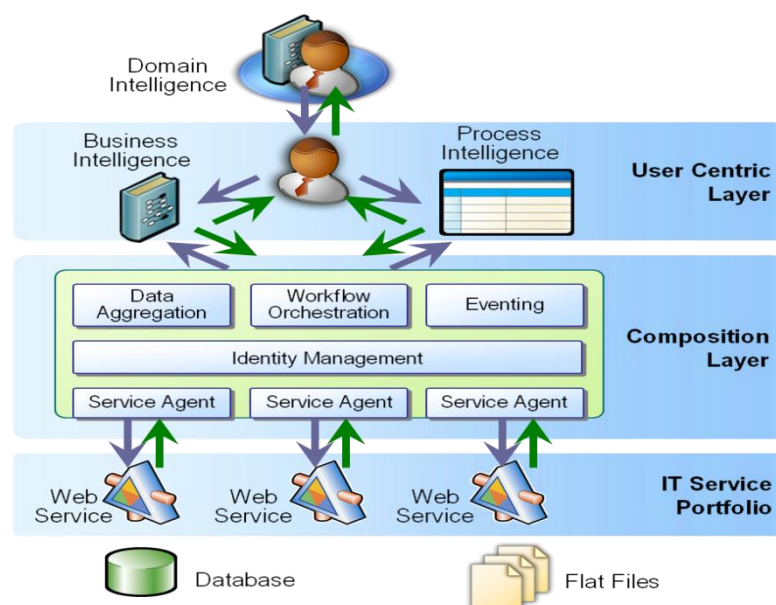 Domain
Intelligence
Business
Intelligence
Process
Intelligence
User Centric
Layer
Data
Aggregation
Workflow
Orchestration
Eventing
Identity Management
Composition
Layer
Service Agent
Service Agent
Service Agent
Web
Service
Web
Service
Web
Service
IT Service
Portfolio
Database
Flat Files